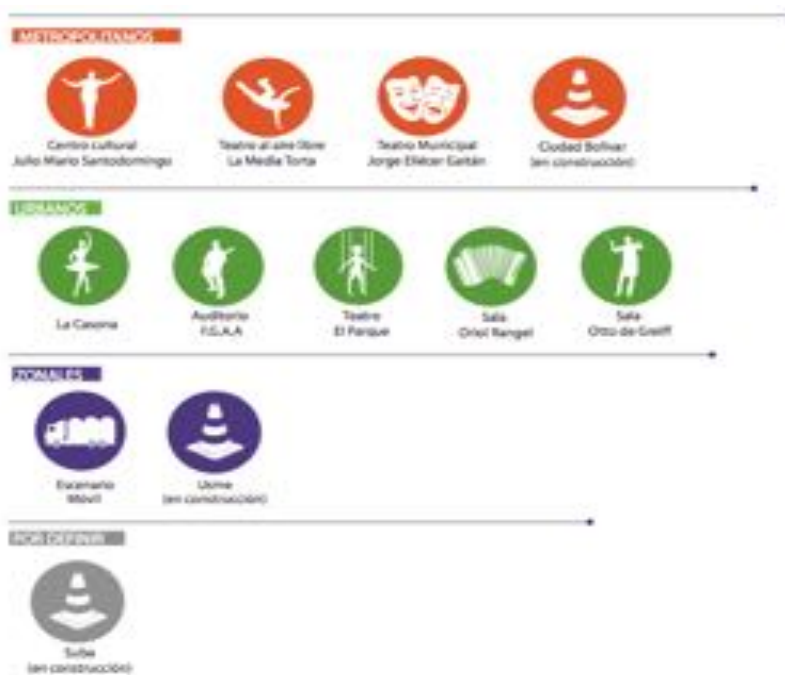 METROPOLITANOS
Centro cultural
Julio Mario Santodomingo
Teatro al aire libre
La Media Torta
Teatro Municipal
Jorge Eliécer Gaitán
Ciudad Bolívar
(en construcción)
URBANOS
La Casona
Auditorio
F.G.A.A
Teatro
El Parque
Sala
Oriol Rangel
Sala
Otto de Greiff
ZONALES
Escenario
Móvil
Usme
(en construcción)
POR DEFINIR
Suba
(en construcción)